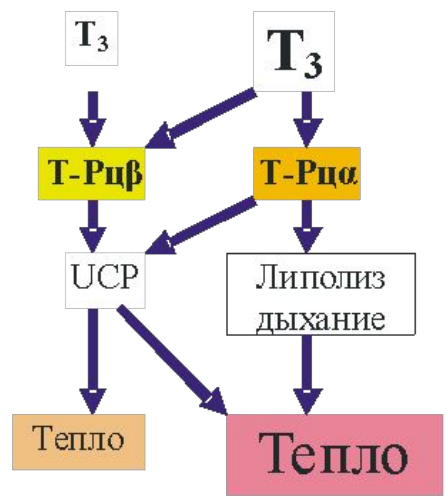 T₃
T₃
Т-Рцβ
Т-Рцα
UCP
Липолиз
дыхание
Тепло
Тепло